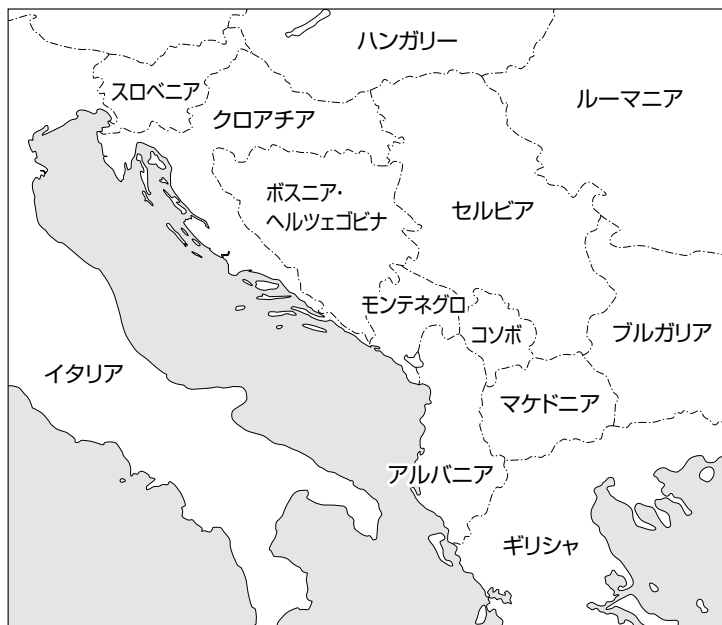 ハンガリー
スロベニア
ルーマニア
クロアチア
ボスニア・
ヘルツェゴビナ
セルビア
モンテネグロ
コソボ
ブルガリア
イタリア
マケドニア
アルバニア
ギリシャ